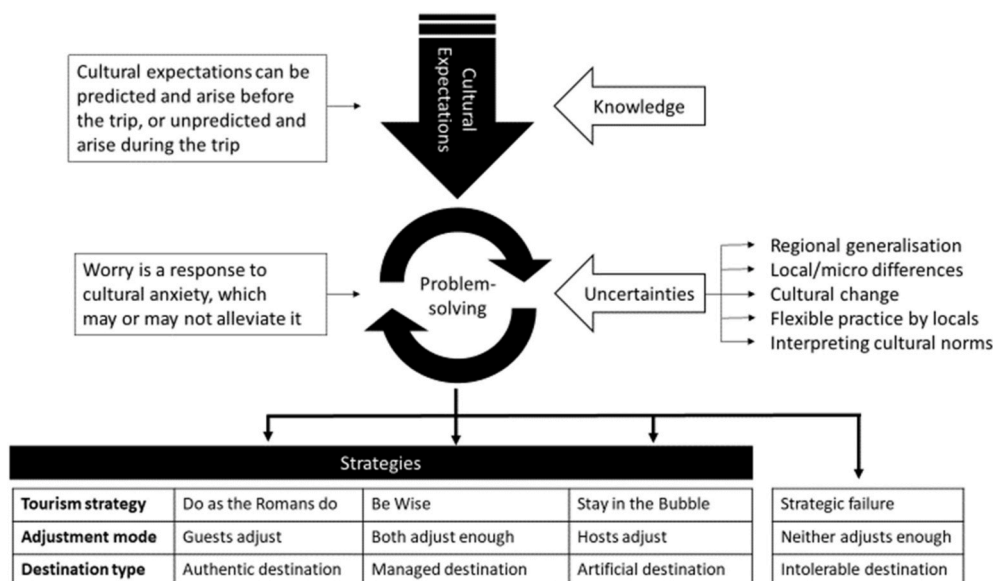 Cultural
Expectations
Cultural expectations can be
predicted and arise before
the trip, or unpredicted and
arise during the trip
Knowledge
Worry is a response to
cultural anxiety, which
may or may not alleviate it
Problem-
solving
Uncertainties
Regional generalisation
Local/micro differences
Cultural change
Flexible practice by locals
Interpreting cultural norms
Strategies
Tourism strategy Do as the Romans do Be Wise Stay in the Bubble Strategic failure
Adjustment mode Guests adjust Both adjust enough Hosts adjust Neither adjusts enough
Destination type Authentic destination Managed destination Artificial destination Intolerable destination